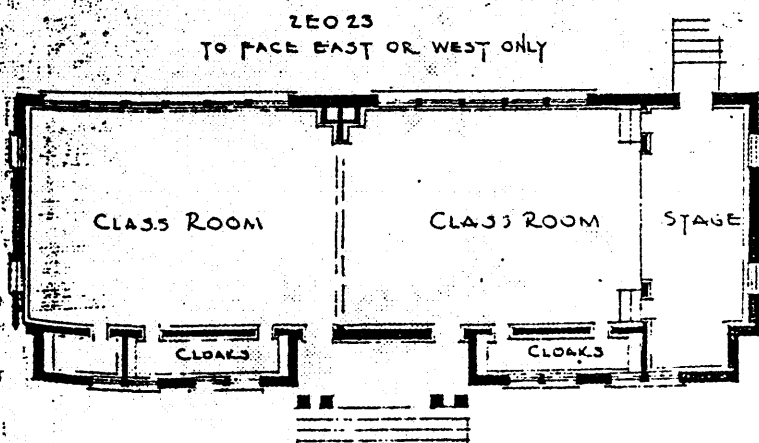 2EO23
TO FACE EAST OR WEST ONLY
CLASS ROOM
CLASS ROOM
STAGE
CLOAKS
CLOAKS